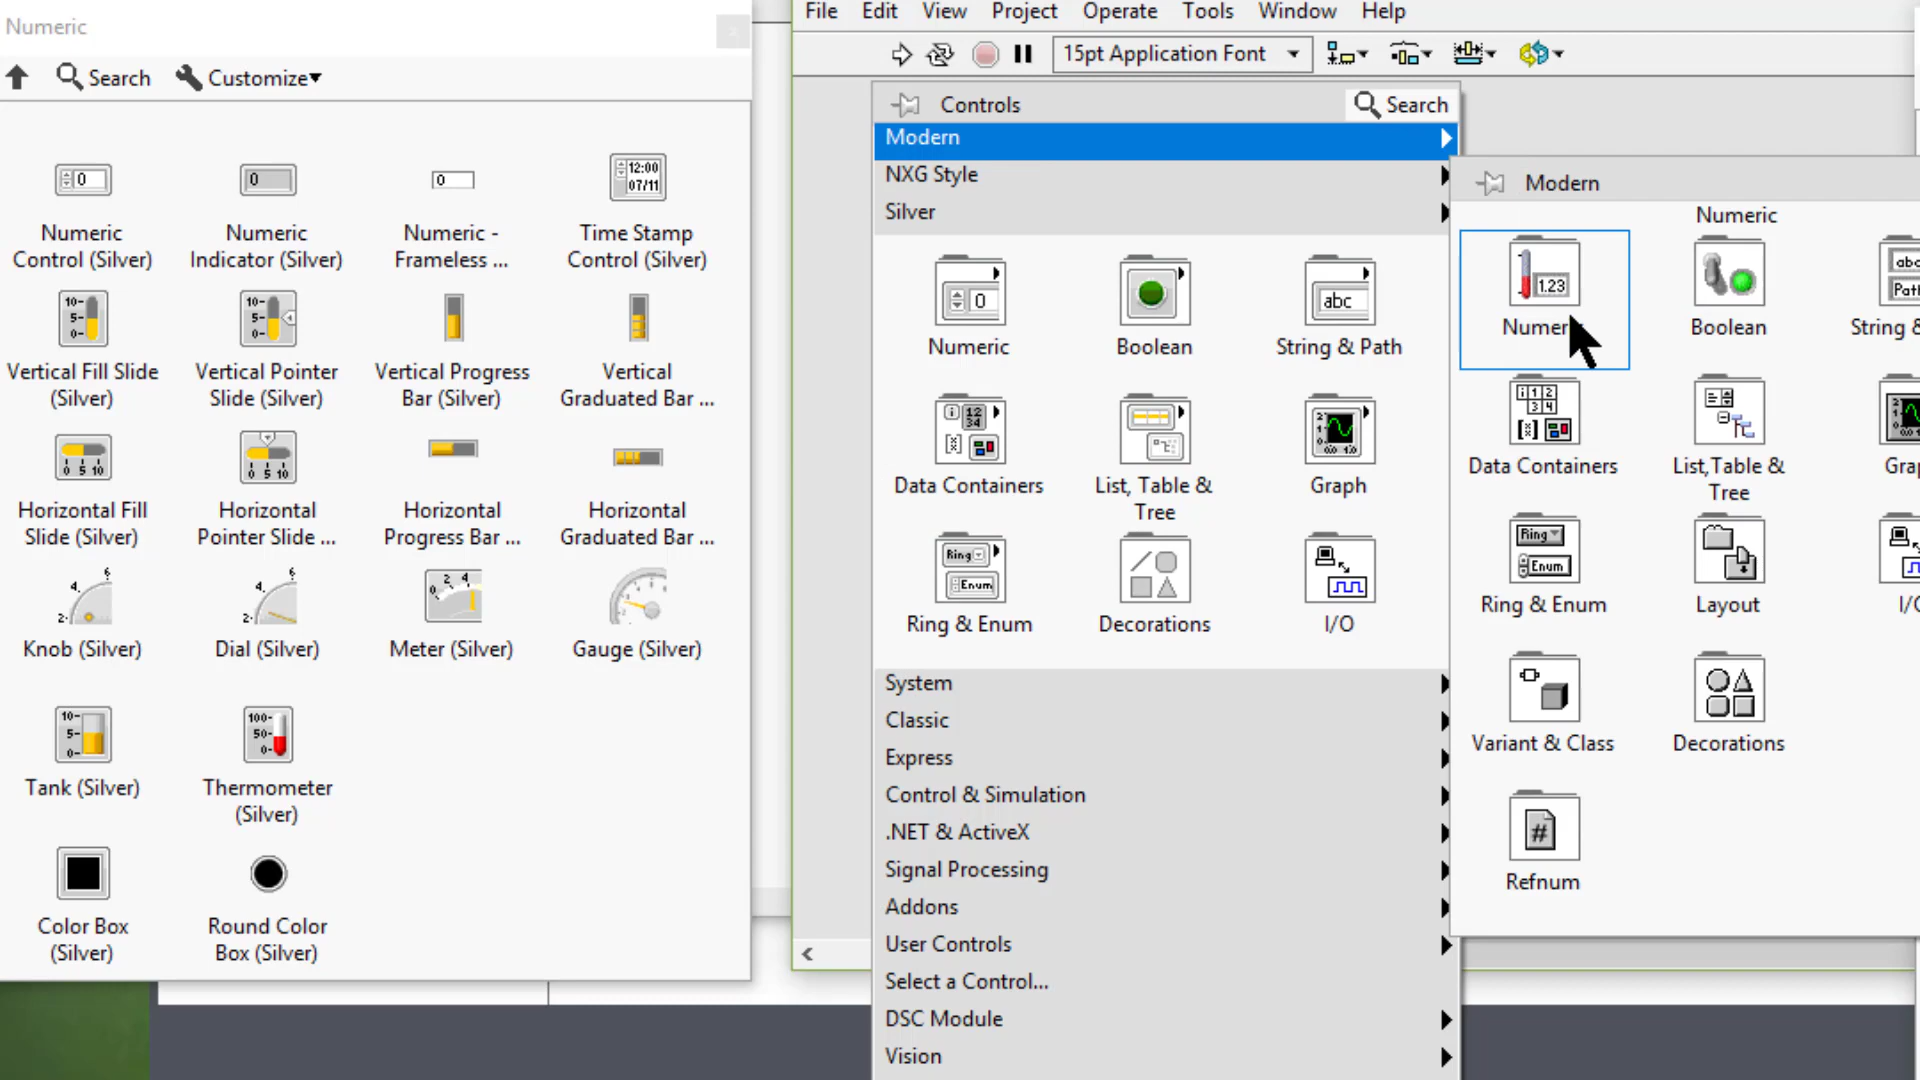 Numeric
Search
Customize
Numeric
Control (Silver)
Numeric
Indicator (Silver)
Numeric -
Frameless ...
Time Stamp
Control (Silver)
Vertical Fill Slide
(Silver)
Vertical Pointer
Slide (Silver)
Vertical Progress
Bar (Silver)
Vertical
Graduated Bar ...
Horizontal Fill
Slide (Silver)
Horizontal
Pointer Slide ...
Horizontal
Progress Bar ...
Horizontal
Graduated Bar ...
Knob (Silver)
Dial (Silver)
Meter (Silver)
Gauge (Silver)
Tank (Silver)
Thermometer
(Silver)
Color Box
(Silver)
Round Color
Box (Silver)
File Edit View Project Operate Tools Window Help
15pt Application Font
Controls
Search
Modern
NXG Style
Silver
Numeric
Boolean
String & Path
Data Containers
List, Table &
Tree
Graph
Ring & Enum
Decorations
I/O
System
Classic
Express
Control & Simulation
.NET & ActiveX
Signal Processing
Addons
User Controls
Select a Control...
DSC Module
Vision
Modern
Numeric
Numeri
Boolean
String &
Data Containers
List,Table &
Tree
Ring & Enum
Layout
Variant & Class
Decorations
Refnum